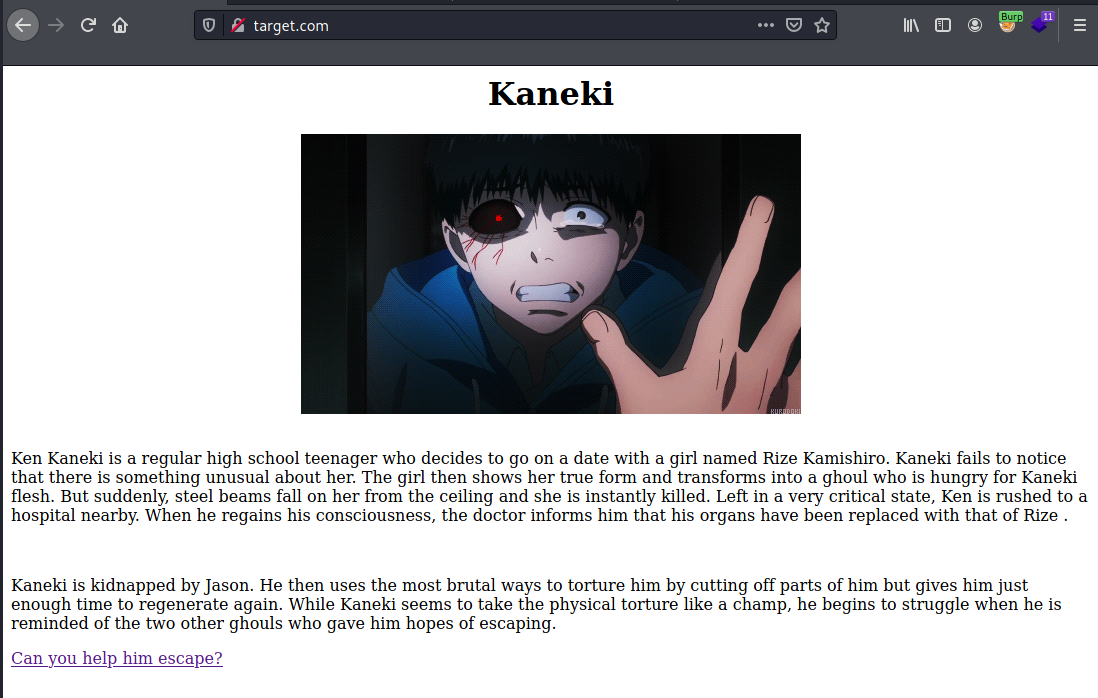 target.com
Burp
11
Kaneki
KURODOKI
Ken Kaneki is a regular high school teenager who decides to go on a date with a girl named Rize Kamishiro. Kaneki fails to notice
that there is something unusual about her. The girl then shows her true form and transforms into a ghoul who is hungry for Kaneki
flesh. But suddenly, steel beams fall on her from the ceiling and she is instantly killed. Left in a very critical state, Ken is rushed to a
hospital nearby. When he regains his consciousness, the doctor informs him that his organs have been replaced with that of Rize .
Kaneki is kidnapped by Jason. He then uses the most brutal ways to torture him by cutting off parts of him but gives him just
enough time to regenerate again. While Kaneki seems to take the physical torture like a champ, he begins to struggle when he is
reminded of the two other ghouls who gave him hopes of escaping.
Can you help him escape?